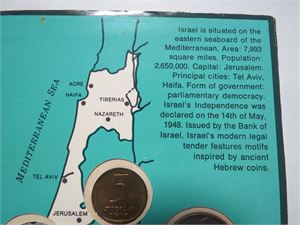 Israel is situated on the
eastern seaboard of the
Mediterranean. Area: 7,993
square miles. Population:
2,650,000. Capital: Jerusalem.
Principal cities: Tel Aviv,
Haifa. Form of government:
parliamentary democracy.
Israel's Independence was
declared on the 14th of May,
1948. Issued by the Bank of
Israel, Israel's modern legal
tender features motifs
inspired by ancient
Hebrew coins.
MEDITERRANEAN SEA
ACRE
HAIFA
TIBERIAS
NAZARETH
TEL AVIV
JERUSALEM
5